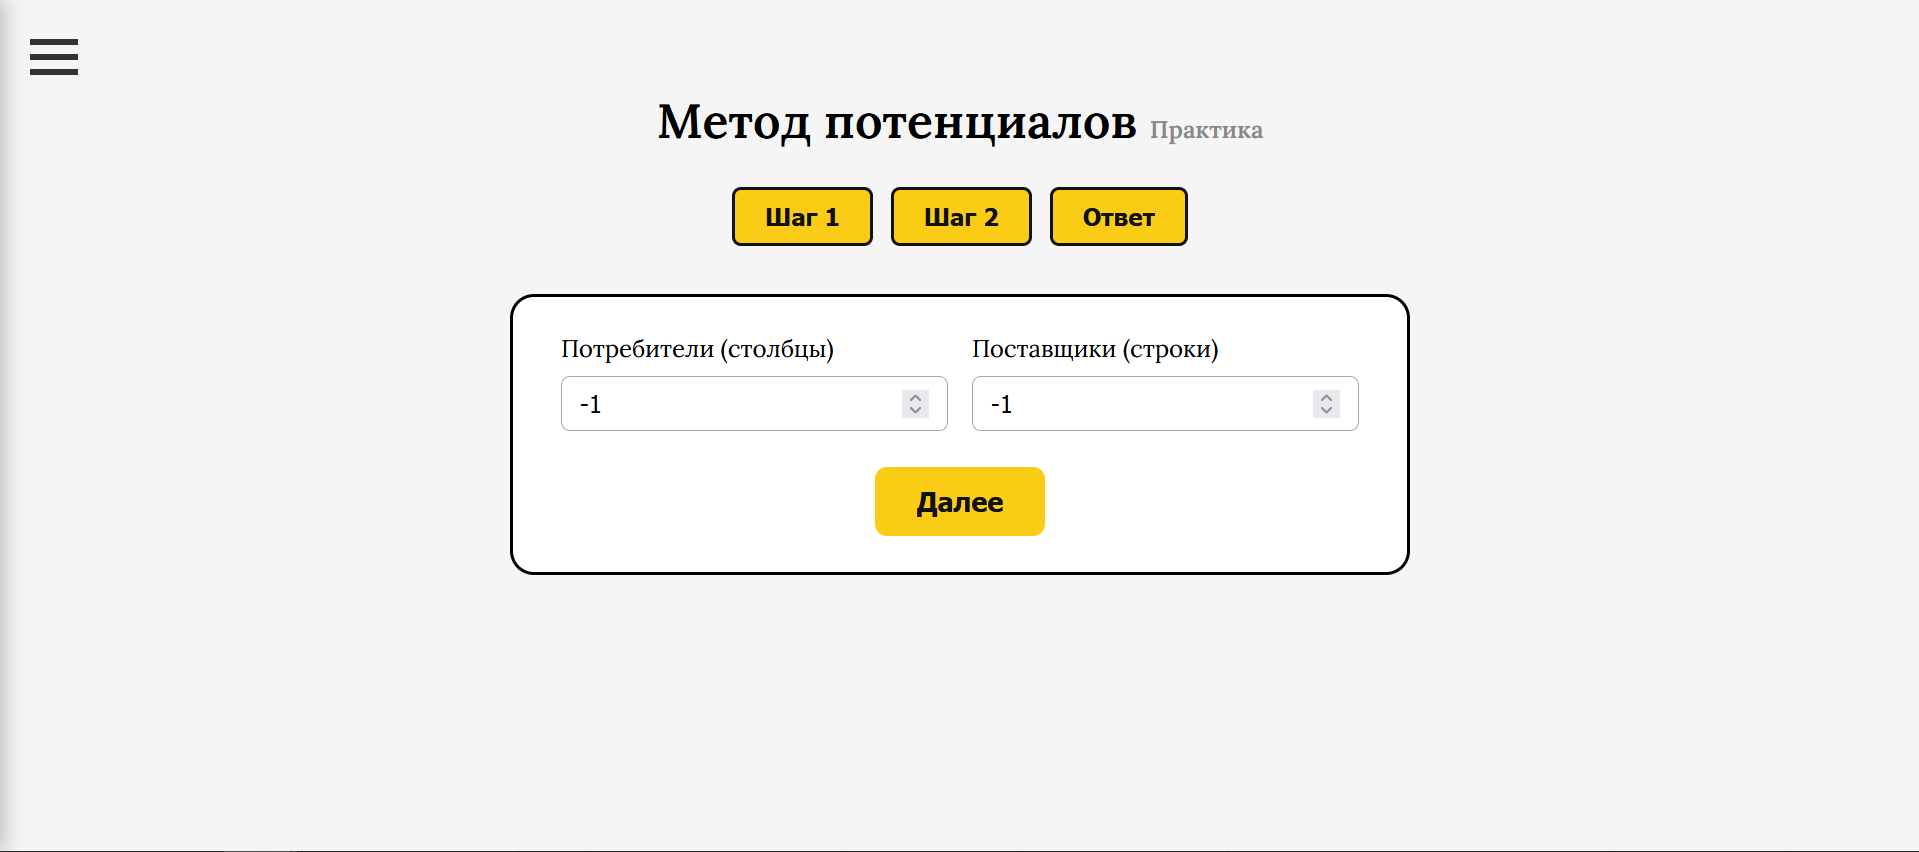 Метод потенциалов Практика
Шаг 1 Шаг 2 Ответ
Потребители (столбцы) Поставщики (строки)
-1 -1
Далее